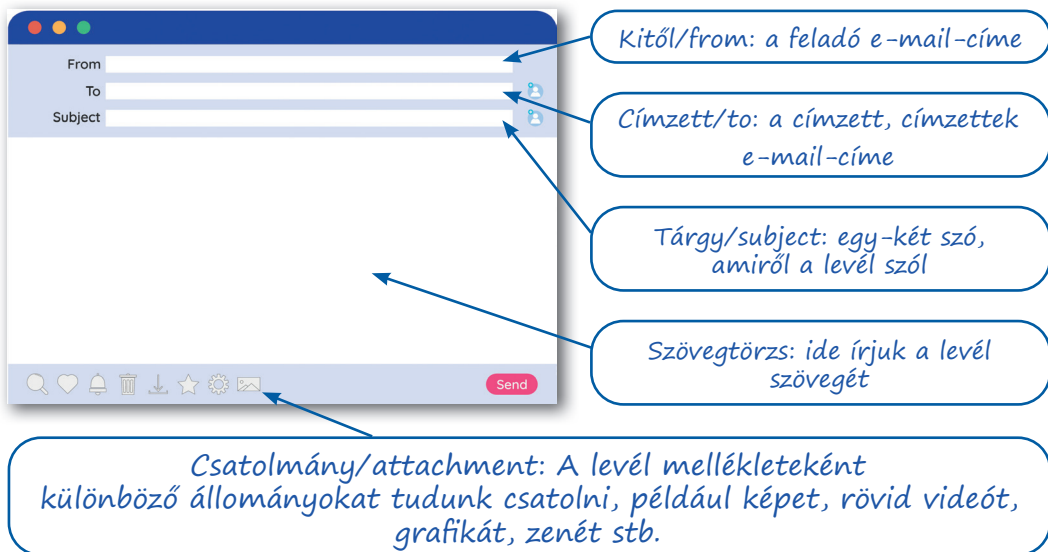 Kitől/from: a feladó e-mail-címe
From
To
Subject
Címzett/to: a címzett, címzettek
e-mail-címe
Tárgy/subject: egy-két szó,
amiről a levél szól
Szövegtörzs: ide írjuk a levél
szövegét
Send
Csatolmány/attachment: A levél mellékleteként
különböző állományokat tudunk csatolni, például képet, rövid videót,
grafikát, zenét stb.